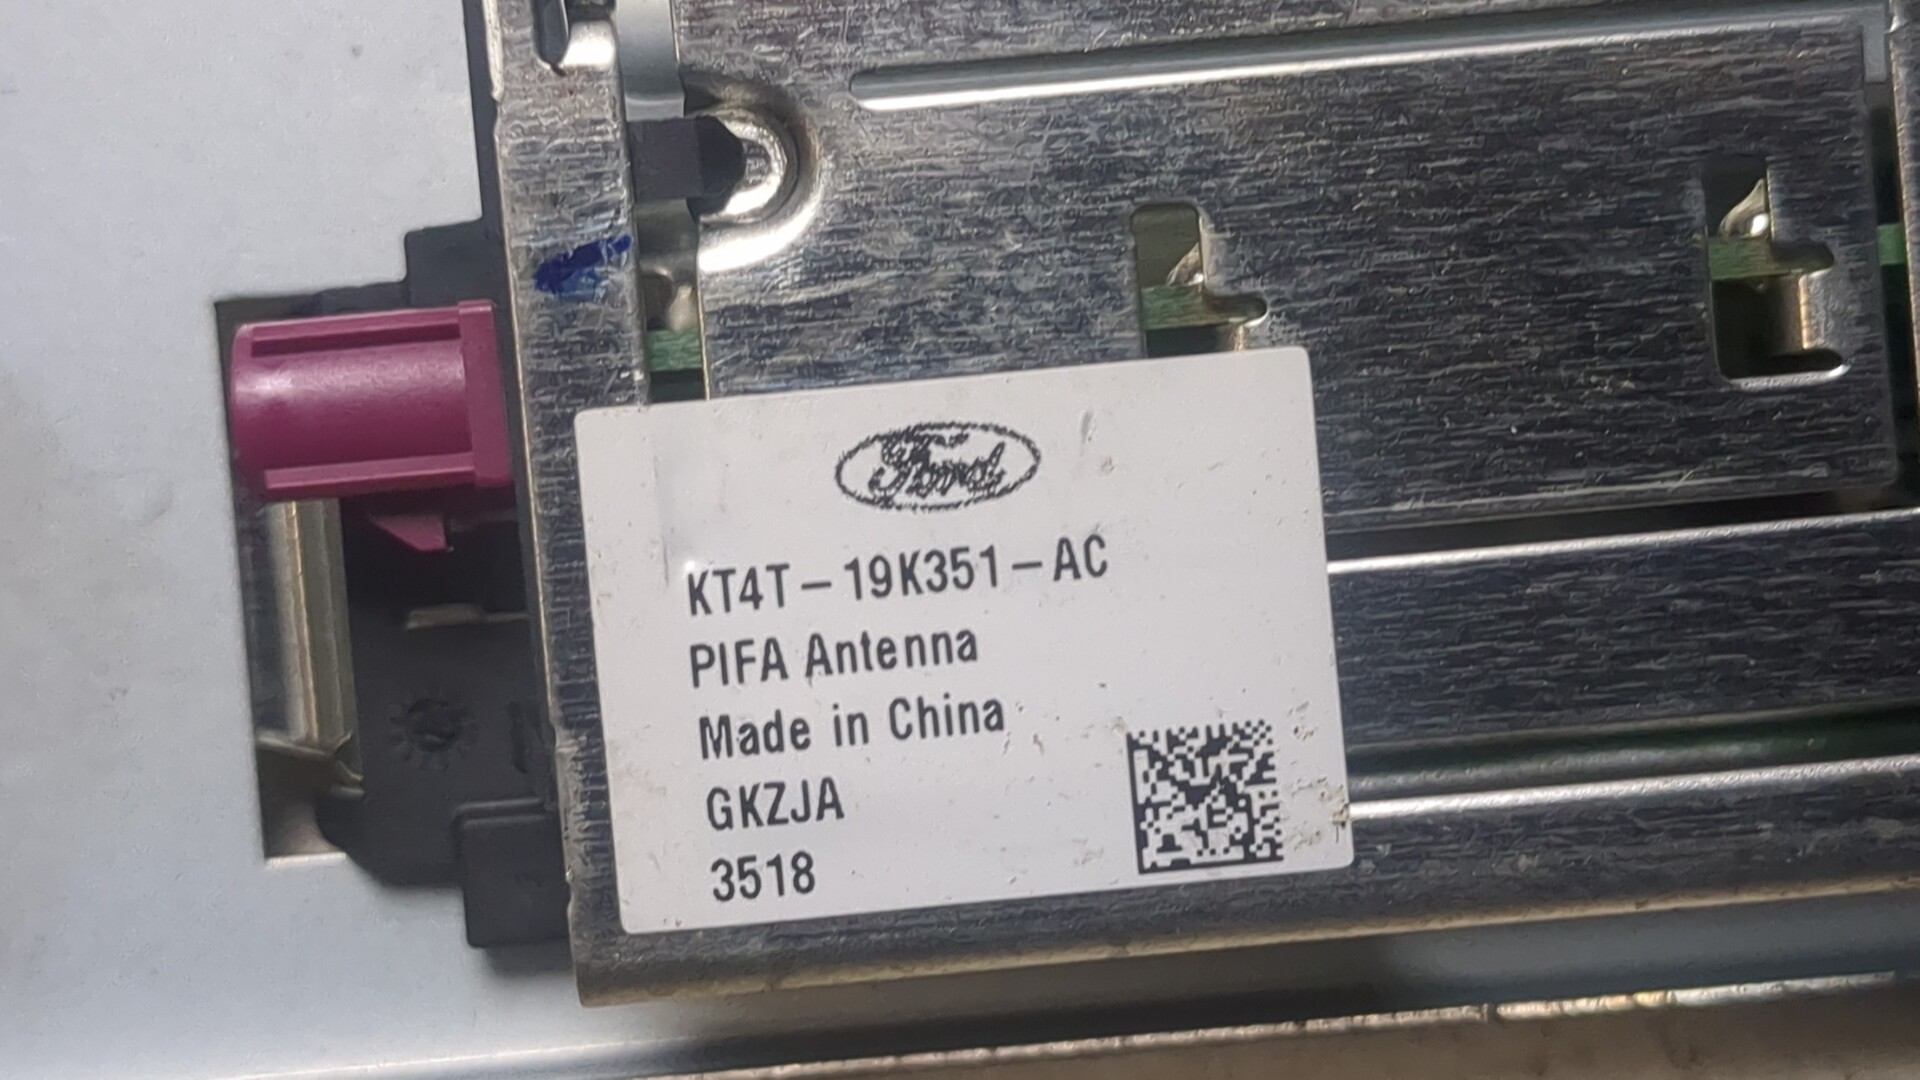 Ford
KT4T-19K351-AC
PIFA Antenna
Made in China
GKZJA
3518